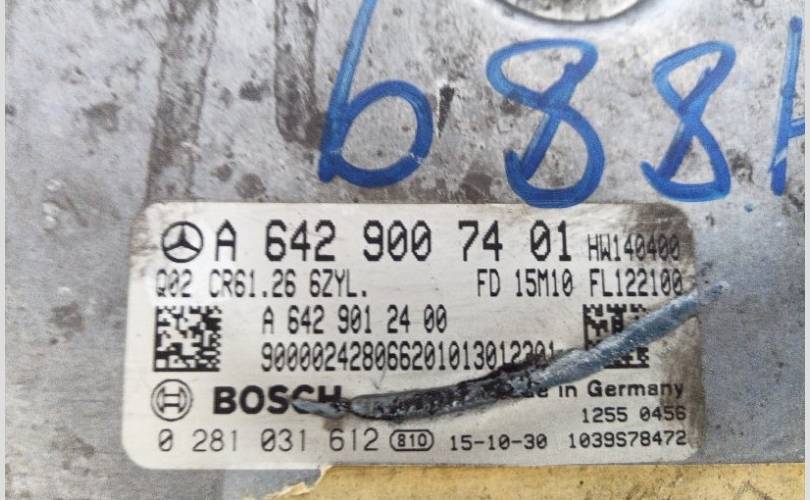 688
A 642 900 74 01 HW140400
Q02 CR61.26 6ZYL. FD 15M10 FL122100
A 642 901 24 00
900002428066201013012301
BOSCH in Germany
1255 0456
0 281 031 612 810 15-10-30 1039S78472